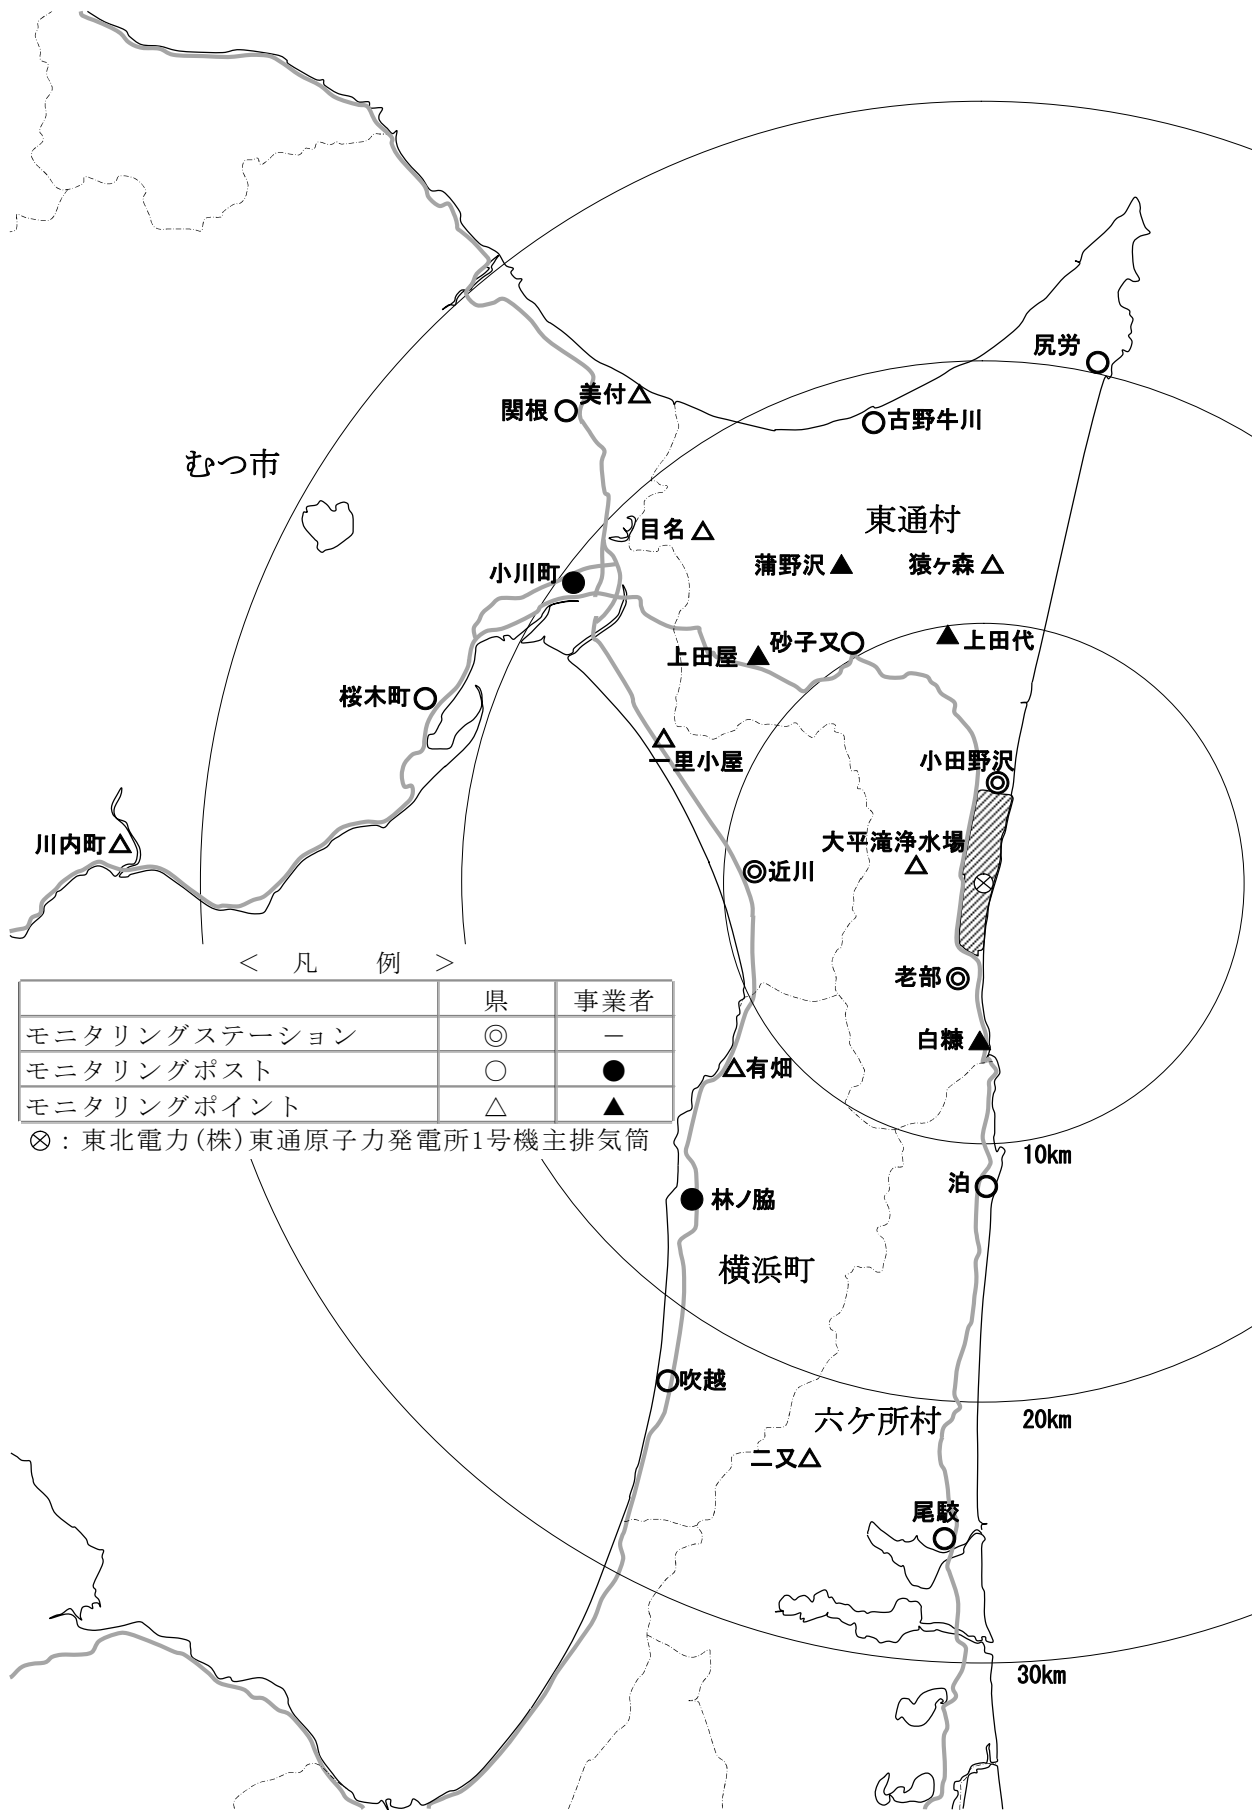 尻労
美付△
関根
古野牛川
むつ市
東通村
目名
蒲野沢
猿ヶ森
小川町
砂子又
上田代
上田屋
桜木町
一里小屋
小田野沢
大平滝浄水場
川内町
近川
老部
白糠
有畑
＜ 凡 例 ＞
県 事業者
モニタリングステーション ◎ －
モニタリングポスト ○ ●
モニタリングポイント △ ▲
⊗：東北電力(株)東通原子力発電所1号機主排気筒
10km
泊
林ノ脇
横浜町
吹越
六ケ所村
20km
二又
尾駮
30km